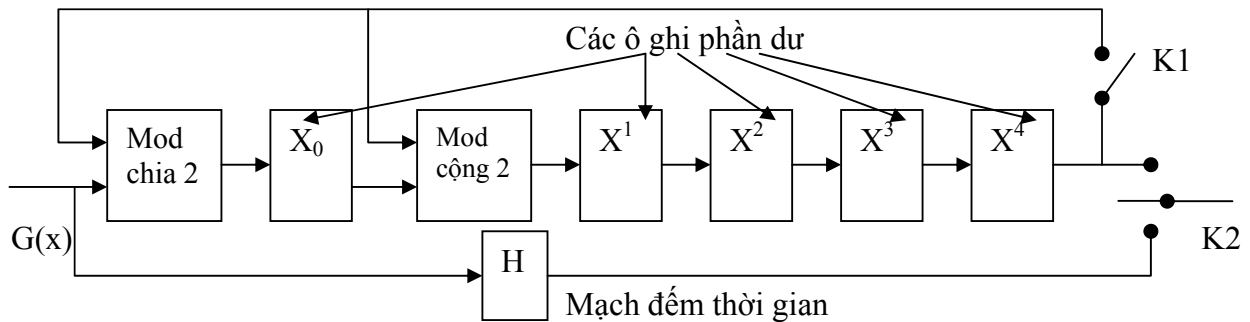 Các ô ghi phần dư
K1
Mod
chia 2
X₀
Mod
cộng 2
X¹
X²
X³
X⁴
G(x)
H
K2
Mạch đếm thời gian